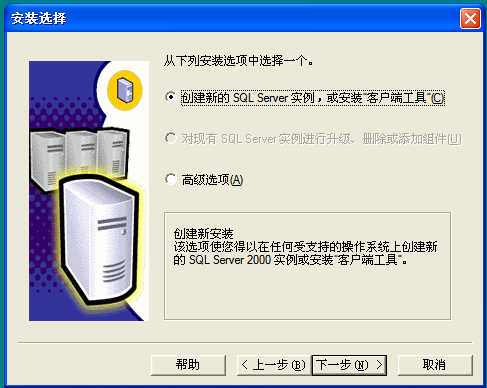 安装选择
从下列安装选项中选择一个。
创建新的 SQL Server 实例，或安装"客户端工具"(C)
对现有 SQL Server 实例进行升级、删除或添加组件(U)
高级选项(A)
创建新安装
该选项使您得以在任何受支持的操作系统上创建新
的 SQL Server 2000 实例或安装"客户端工具"。
帮助
< 上一步 (B)
下一步 (N) >
取消